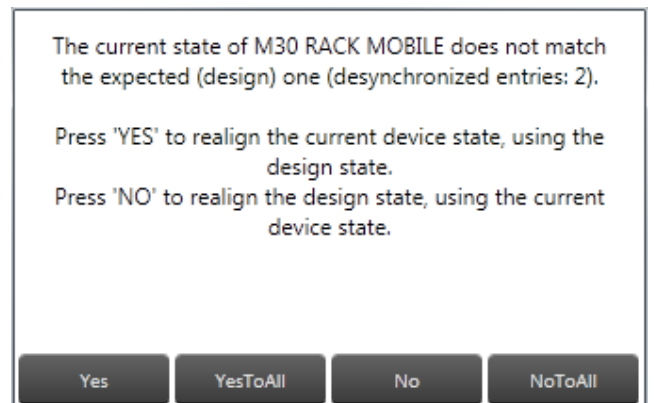 The current state of M30 RACK MOBILE does not match
the expected (design) one (desynchronized entries: 2).
Press 'YES' to realign the current device state, using the
design state.
Press 'NO' to realign the design state, using the current
device state.
Yes YesToAll No NoToAll